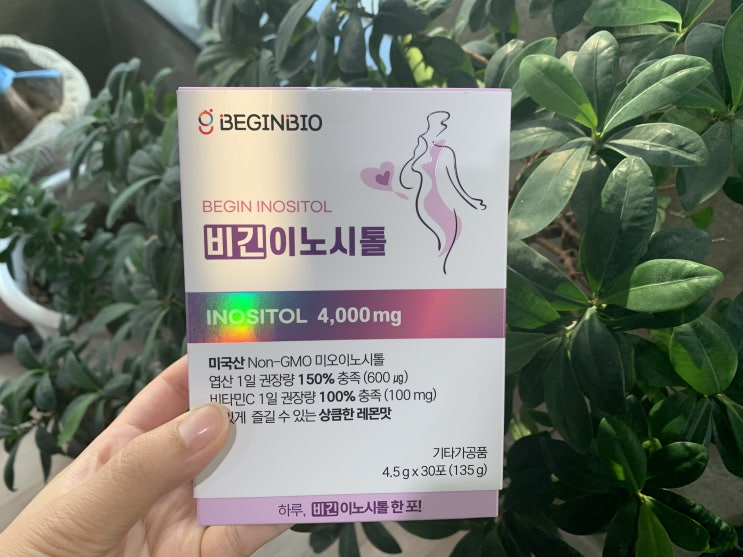 BEGINBIO
BEGIN INOSITOL
비긴이노시톨
INOSITOL 4,000 mg
미국산 Non-GMO 미오이노시톨
엽산 1일 권장량 150% 충족 (600 ㎍)
비타민C 1일 권장량 100% 충족 (100 mg)
즐길 수 있는 상큼한 레몬맛
기타가공품
4.5 g x 30포 (135 g)
하루, 비긴이노시톨 한 포!